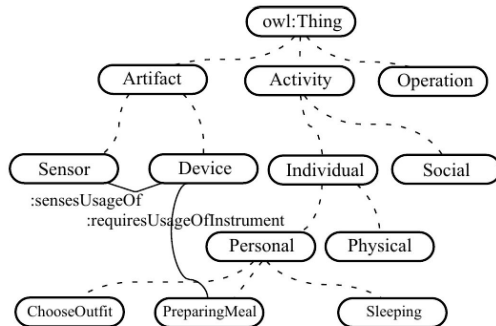 owl:Thing
Artifact
Activity
Operation
Sensor
Device
Individual
Social
:sensesUsageOf
:requiresUsageOfInstrument
Personal
Physical
ChooseOutfit
PreparingMeal
Sleeping